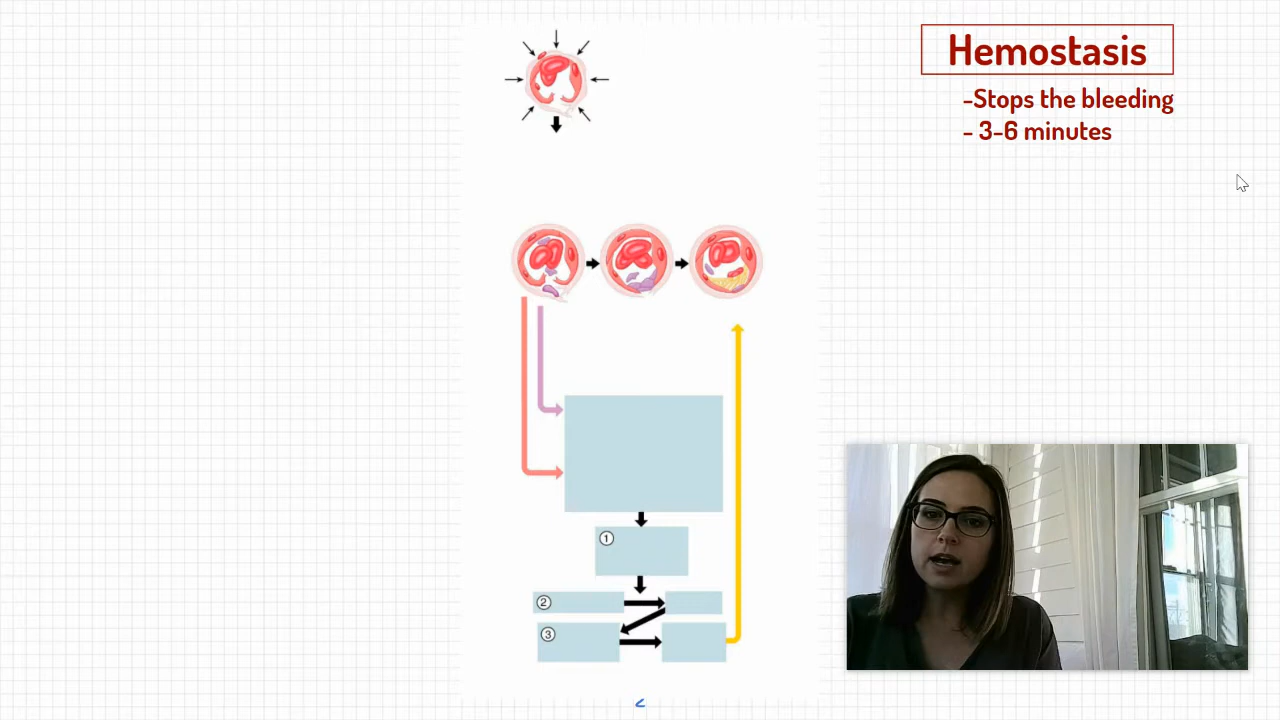 Hemostasis
-Stops the bleeding
- 3-6 minutes
①
②
③